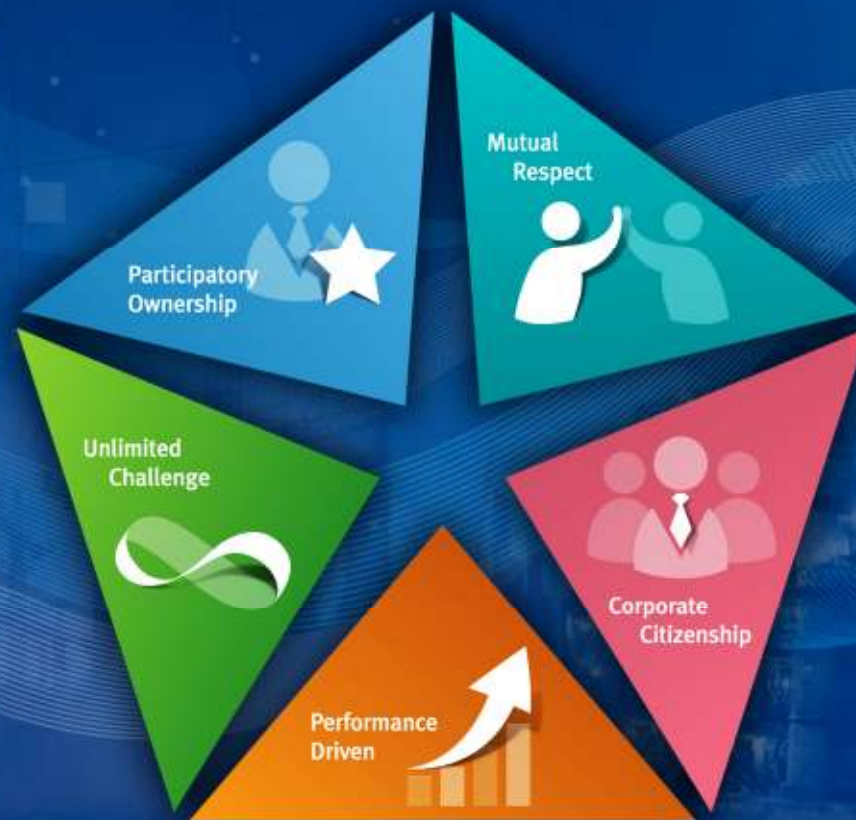 Mutual
Respect
Participatory
Ownership
Unlimited
Challenge
Corporate
Citizenship
Performance
Driven